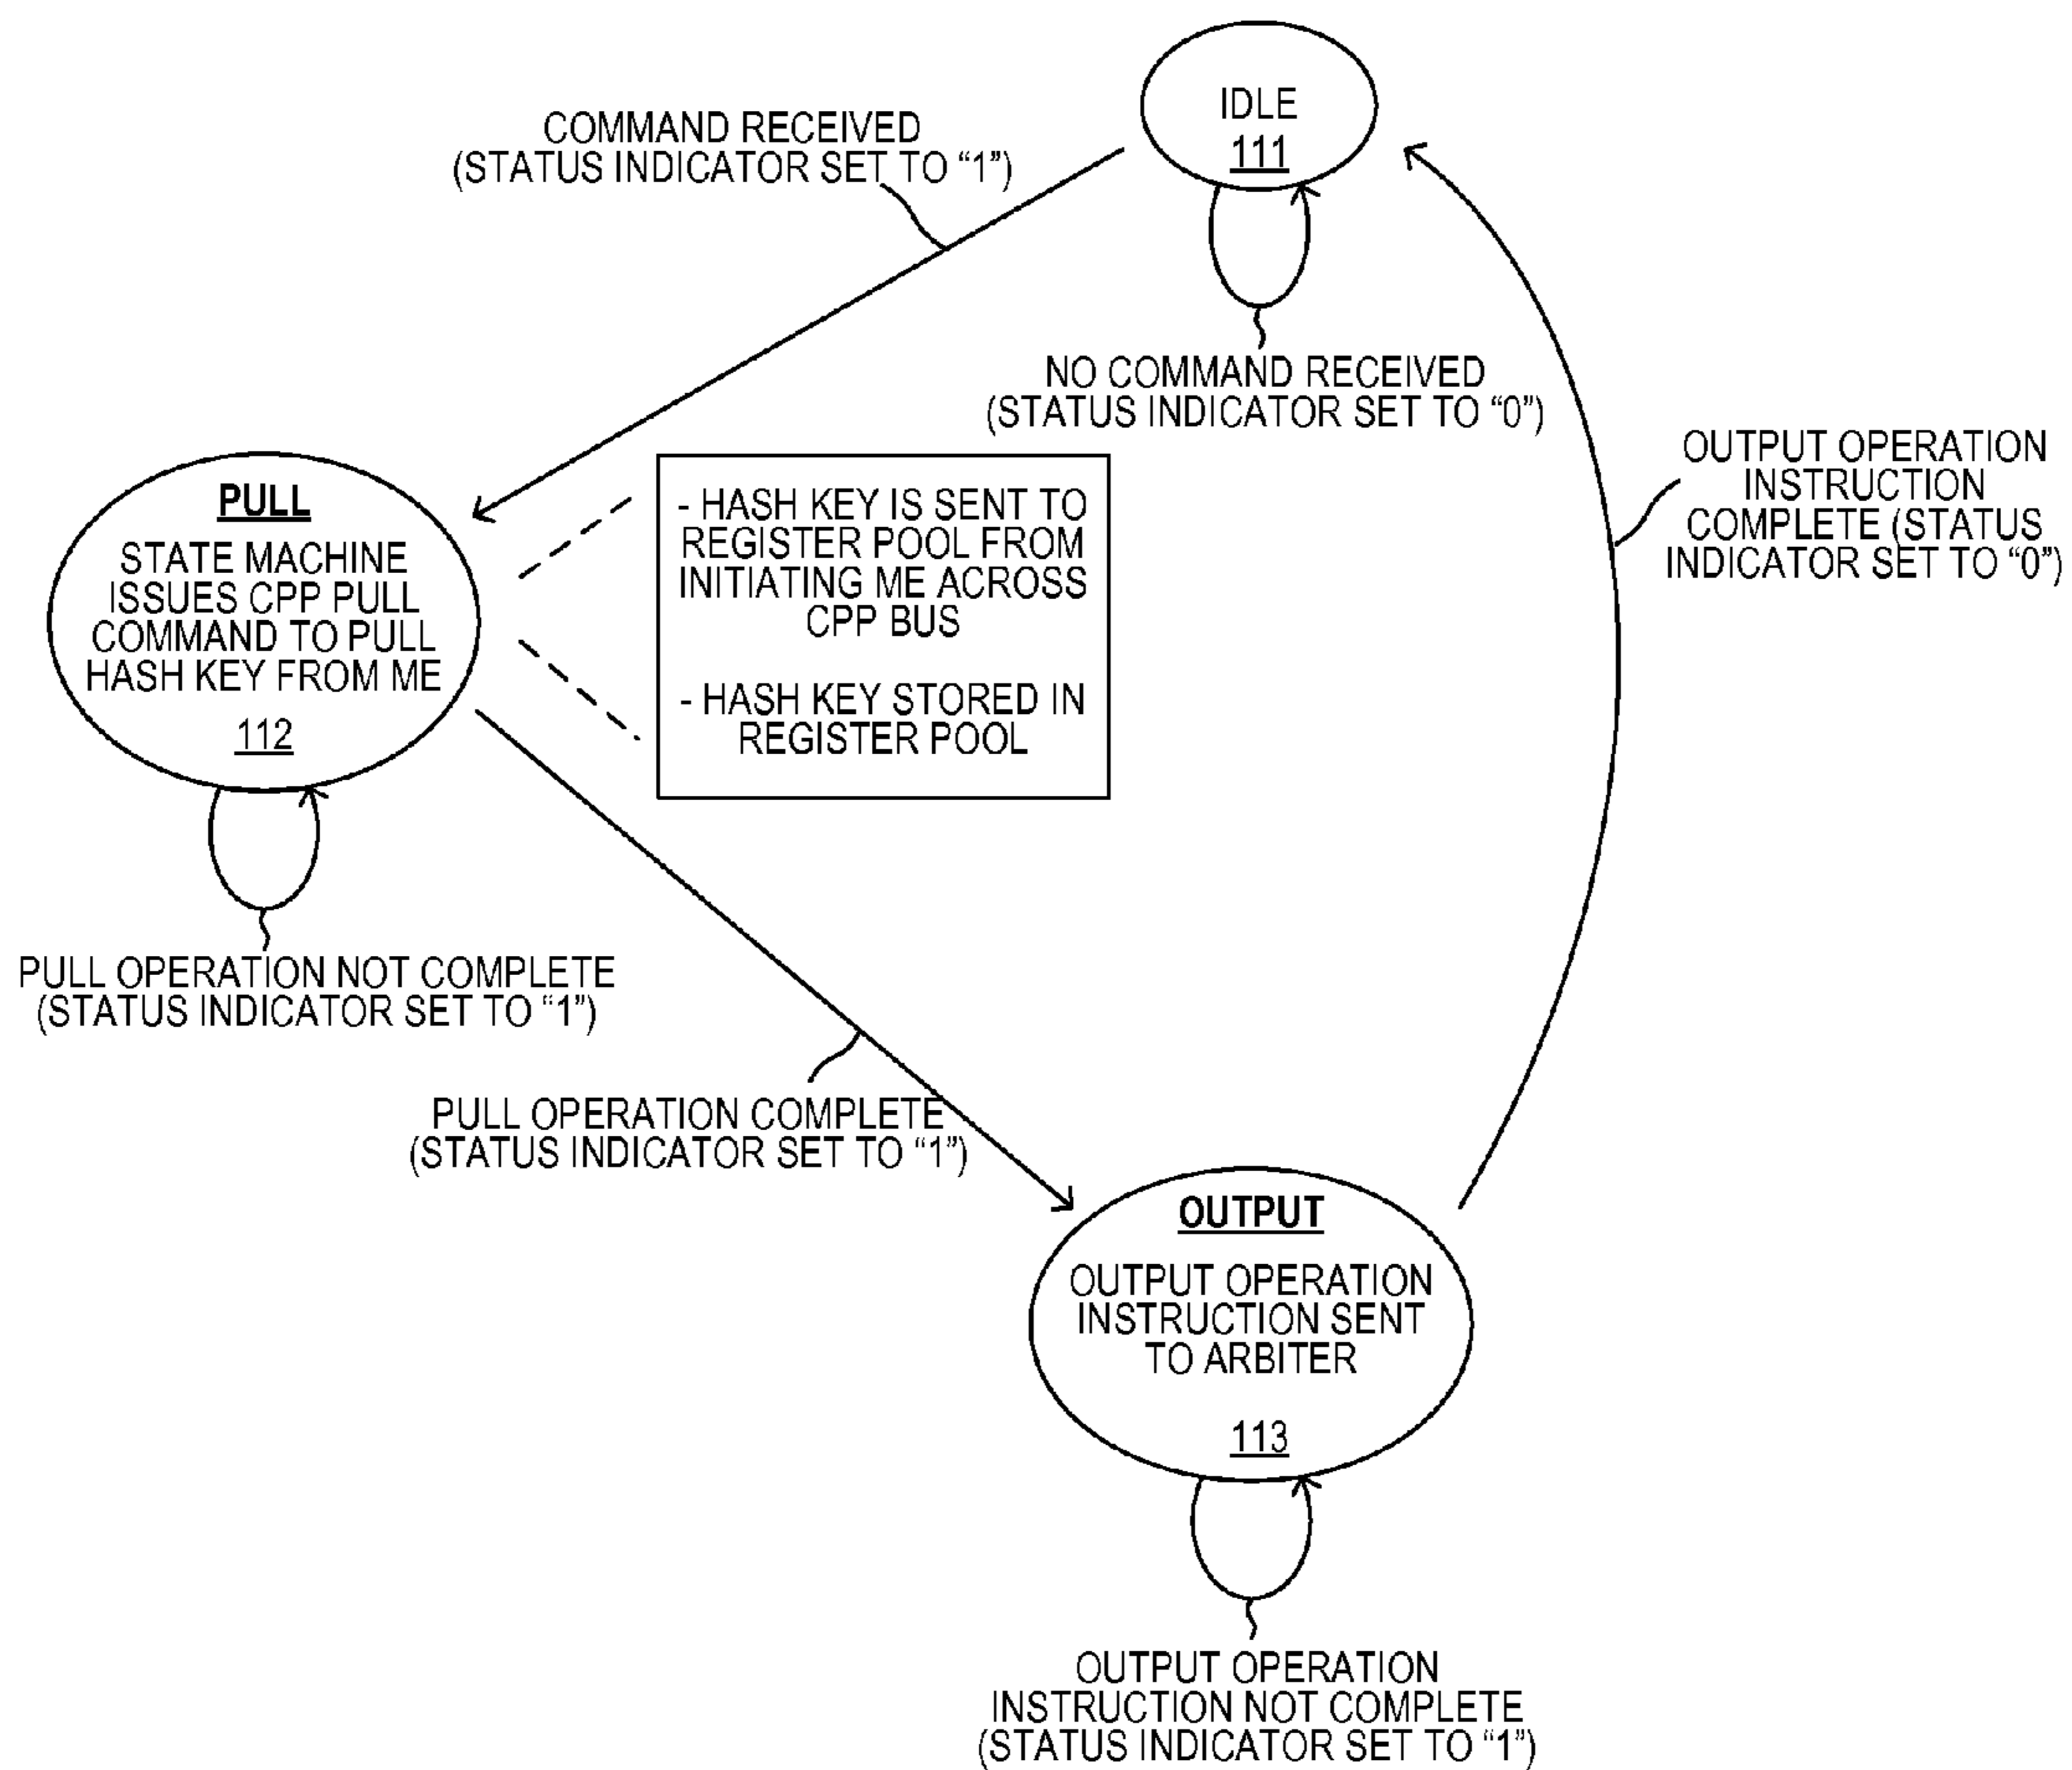 IDLE
111
COMMAND RECEIVED
(STATUS INDICATOR SET TO “1”)
NO COMMAND RECEIVED
(STATUS INDICATOR SET TO “0”)
OUTPUT OPERATION
INSTRUCTION
COMPLETE (STATUS
INDICATOR SET TO “0”)
PULL
STATE MACHINE
ISSUES CPP PULL
COMMAND TO PULL
HASH KEY FROM ME
112
- HASH KEY IS SENT TO
REGISTER POOL FROM
INITIATING ME ACROSS
CPP BUS
- HASH KEY STORED IN
REGISTER POOL
PULL OPERATION NOT COMPLETE
(STATUS INDICATOR SET TO “1”)
PULL OPERATION COMPLETE
(STATUS INDICATOR SET TO “1”)
OUTPUT
OUTPUT OPERATION
INSTRUCTION SENT
TO ARBITER
113
OUTPUT OPERATION
INSTRUCTION NOT COMPLETE
(STATUS INDICATOR SET TO “1”)